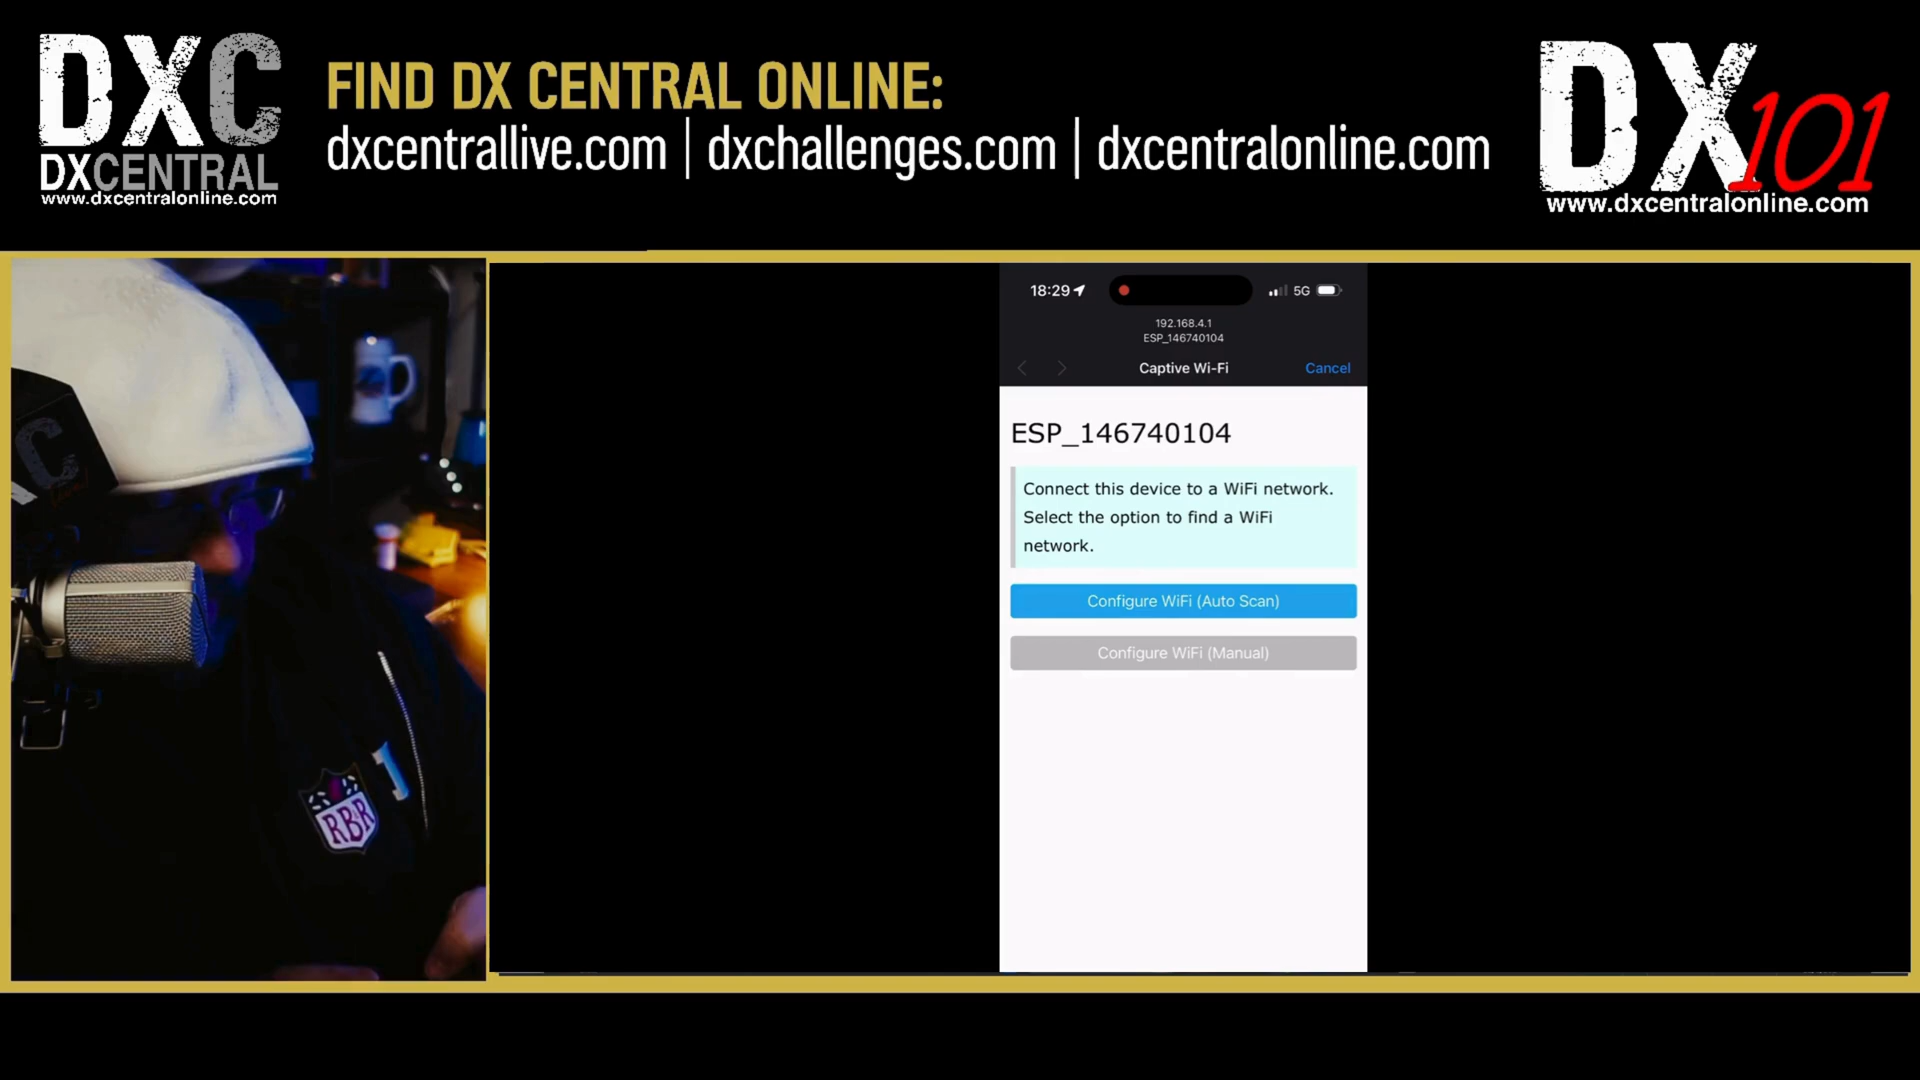 DXC
DXCENTRAL
www.dxcentralonline.com
FIND DX CENTRAL ONLINE:
dxcentrallive.com | dxchallenges.com | dxcentralonline.com
DX101
www.dxcentralonline.com
18:29
5G
192.168.4.1
ESP_146740104
Captive Wi-Fi
Cancel
ESP_146740104
Connect this device to a WiFi network.
Select the option to find a WiFi
network.
Configure WiFi (Auto Scan)
Configure WiFi (Manual)
C
RBR